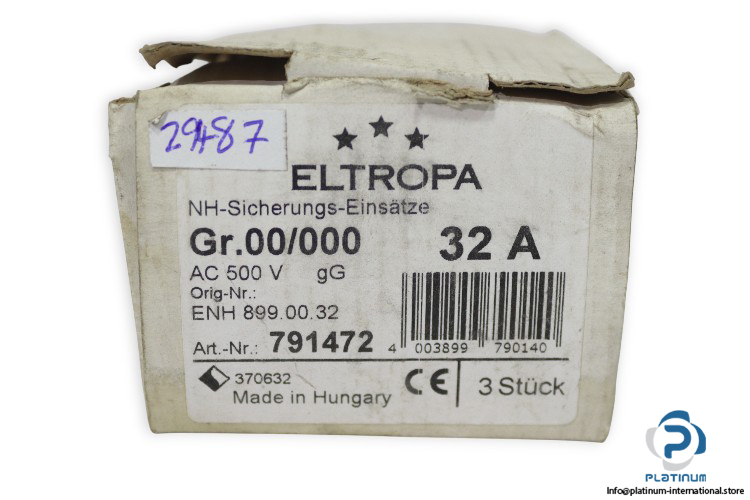 29487
ELTROPA
NH-Sicherungs-Einsätze
Gr.00/000 32 A
AC 500 V gG
Orig-Nr.:
ENH 899.00.32
Art.-Nr.: 791472
4 003899 790140
370632 CE 3 Stück
Made in Hungary
PLATINUM
Info@platinum-international.store